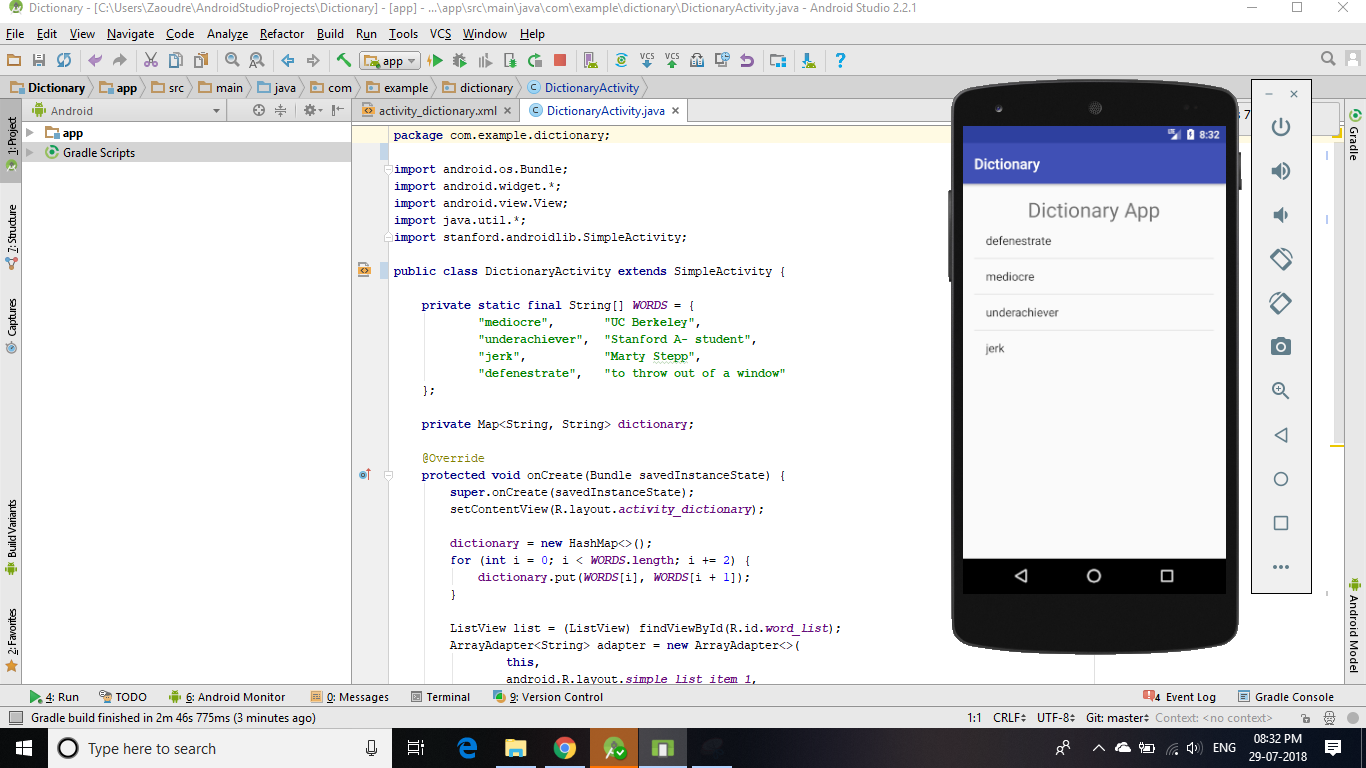 Dictionary - [C:\Users\Zaoudre\AndroidStudioProjects\Dictionary] - [app] - ...\app\src\main\java\com\example\dictionary\DictionaryActivity.java - Android Studio 2.2.1
File Edit View Navigate Code Analyze Refactor Build Run Tools VCS Window Help
app
Dictionary app src main java com example dictionary DictionaryActivity
Android
activity_dictionary.xml
DictionaryActivity.java
1: Project
7: Structure
Captures
Build Variants
2: Favorites
app
Gradle Scripts
package com.example.dictionary;
import android.os.Bundle;
import android.widget.*;
import android.view.View;
import java.util.*;
import stanford.androidlib.SimpleActivity;
public class DictionaryActivity extends SimpleActivity {
private static final String[] WORDS = {
"mediocre", "UC Berkeley",
"underachiever", "Stanford A- student",
"jerk", "Marty Stepp",
"defenestrate", "to throw out of a window"
};
private Map<String, String> dictionary;
@Override
protected void onCreate(Bundle savedInstanceState) {
super.onCreate(savedInstanceState);
setContentView(R.layout.activity_dictionary);
dictionary = new HashMap<>();
for (int i = 0; i < WORDS.length; i += 2) {
dictionary.put(WORDS[i], WORDS[i + 1]);
}
ListView list = (ListView) findViewById(R.id.word_list);
ArrayAdapter<String> adapter = new ArrayAdapter<>(
this,
android.R.layout.simple_list_item_1,
8:32
Dictionary
Dictionary App
defenestrate
mediocre
underachiever
jerk
s 7
Gradle
Android Model
4: Run TODO 6: Android Monitor 0: Messages Terminal 9: Version Control 4 Event Log Gradle Console
Gradle build finished in 2m 46s 775ms (3 minutes ago) 1:1 CRLF UTF-8 Git: master Context: <no context>
Type here to search
VCS VCS
ENG
08:32 PM
29-07-2018